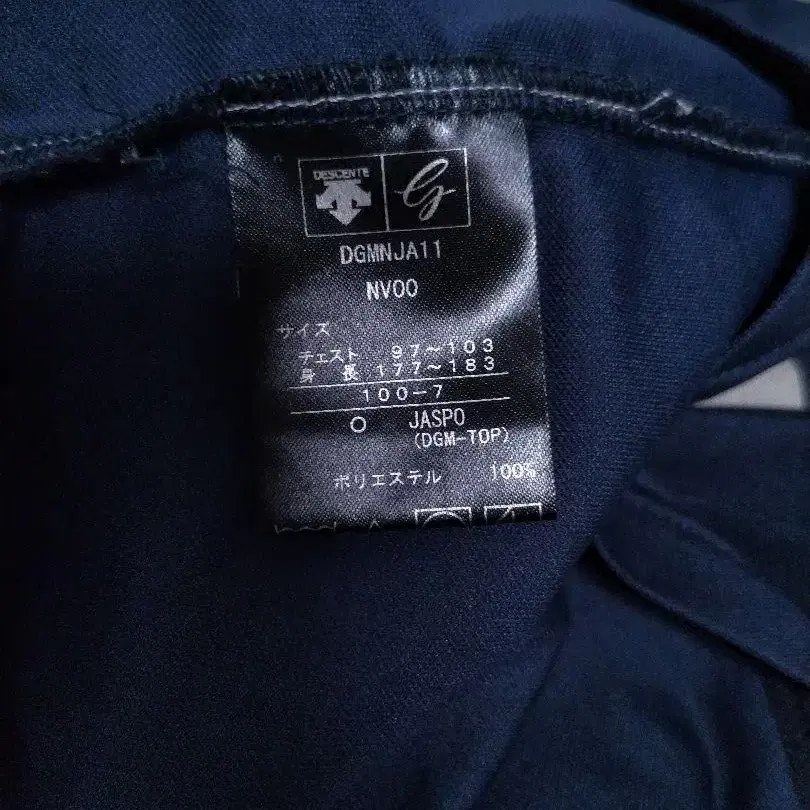 DESCENTE
DGMNJA11
NV00
サイズ
チェスト 97~103
身長 177~183
100-7
O JASPO
(DGM-TOP)
ポリエステル 100%